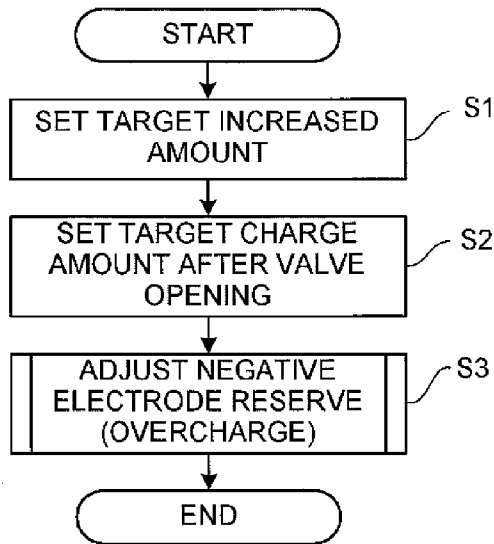 START
SET TARGET INCREASED
AMOUNT
S1
SET TARGET CHARGE
AMOUNT AFTER VALVE
OPENING
S2
ADJUST NEGATIVE
ELECTRODE RESERVE
(OVERCHARGE)
S3
END